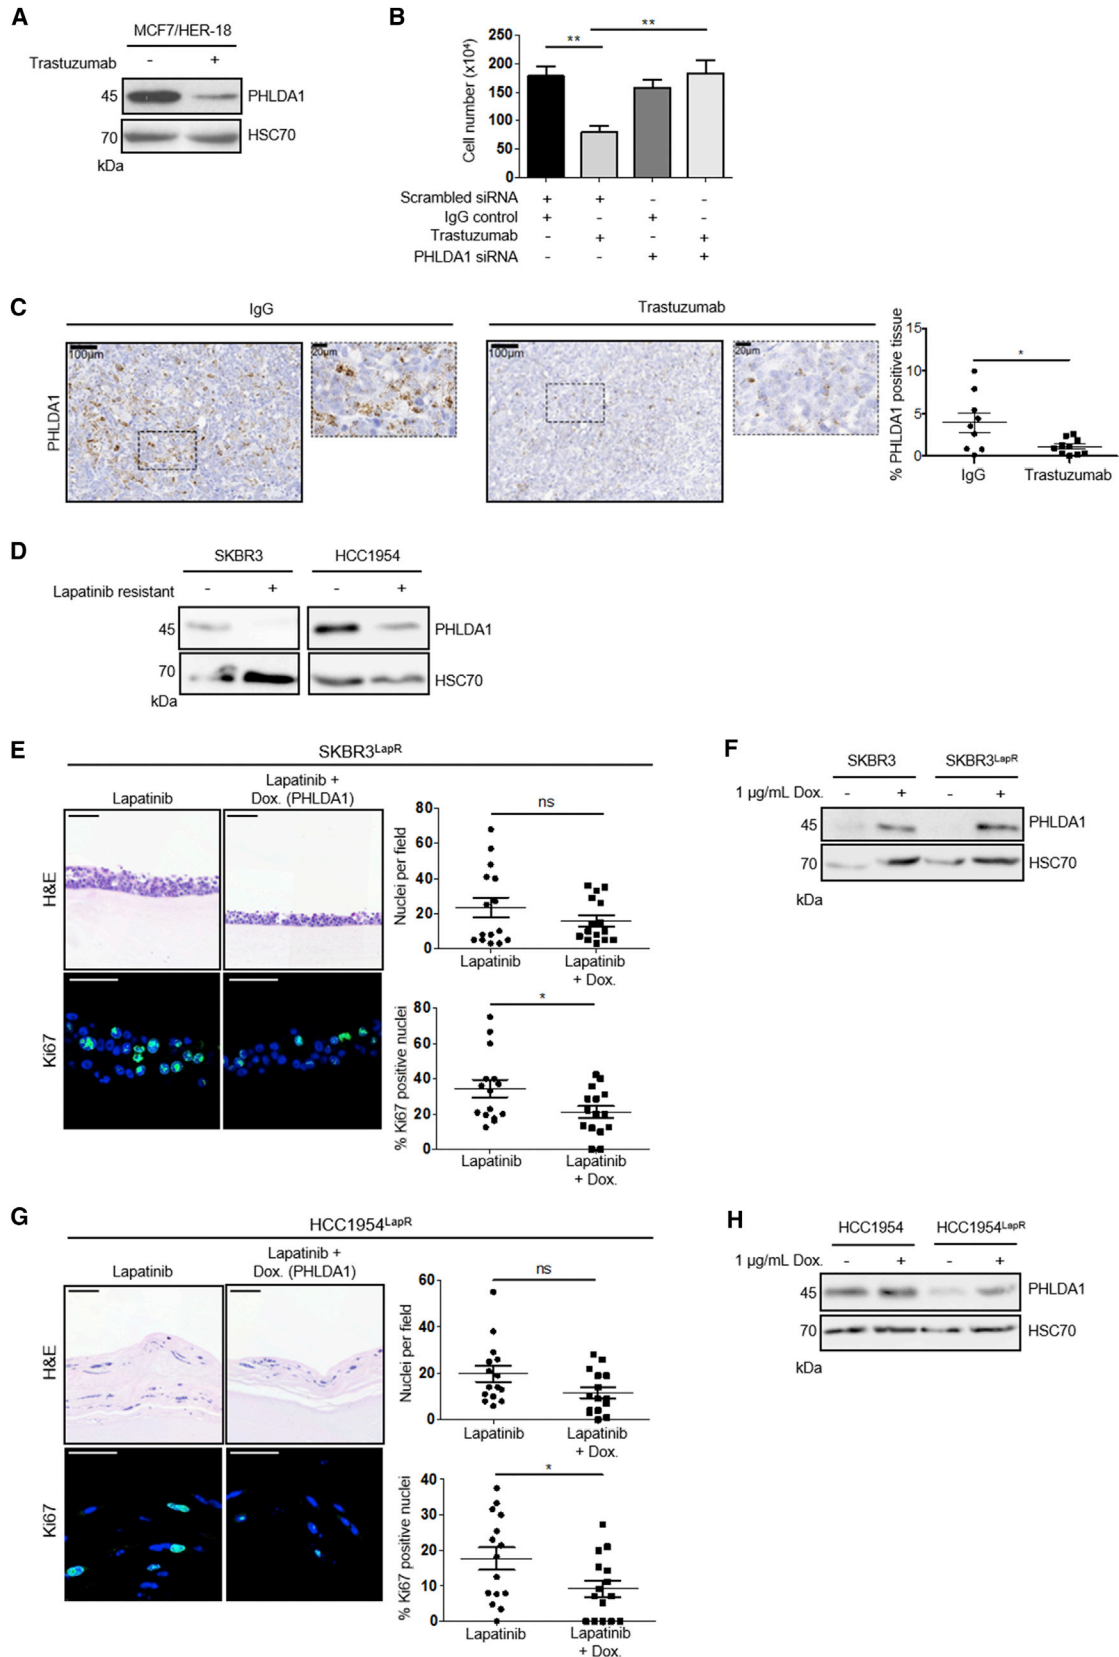 A
MCF7/HER-18
Trastuzumab - +
45 PHLDA1
70 HSC70
kDa
B
Cell number (x10⁴)
250
200
150
100
50
0
** **
Scrambled siRNA + + - -
IgG control + - + -
Trastuzumab - + - +
PHLDA1 siRNA - - + +
C
IgG
Trastuzumab
PHLDA1
100µm
20µm
100µm
20µm
% PHLDA1 positive tissue
15
10
5
0
*
IgG Trastuzumab
D
SKBR3 HCC1954
Lapatinib resistant - + - +
45 PHLDA1
70 HSC70
kDa
E
SKBR3ᴸᵃᵖᴿ
Lapatinib
Lapatinib +
Dox. (PHLDA1)
H&E
Ki67
Nuclei per field
80
60
40
20
0
ns
Lapatinib Lapatinib
+ Dox.
% Ki67 positive nuclei
80
60
40
20
0
*
Lapatinib Lapatinib
+ Dox.
F
SKBR3 SKBR3ᴸᵃᵖᴿ
1 µg/mL Dox. - + - +
45 PHLDA1
70 HSC70
kDa
G
HCC1954ᴸᵃᵖᴿ
Lapatinib
Lapatinib +
Dox. (PHLDA1)
H&E
Ki67
Nuclei per field
60
40
20
0
ns
Lapatinib Lapatinib
+ Dox.
% Ki67 positive nuclei
40
30
20
10
0
*
Lapatinib Lapatinib
+ Dox.
H
HCC1954 HCC1954ᴸᵃᵖᴿ
1 µg/mL Dox. - + - +
45 PHLDA1
70 HSC70
kDa